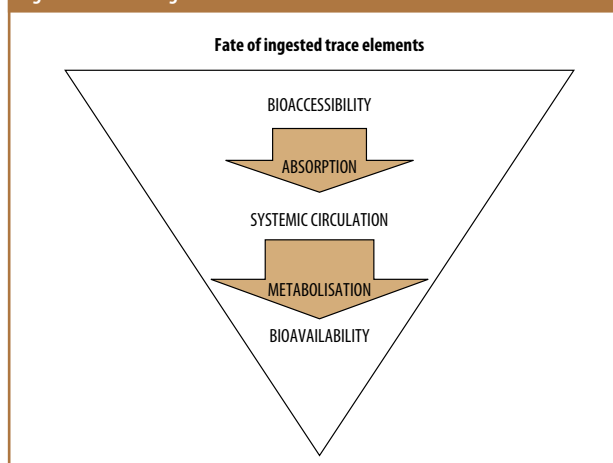 Fate of ingested trace elements
BIOACCESSIBILITY
ABSORPTION
SYSTEMIC CIRCULATION
METABOLISATION
BIOAVAILABILITY